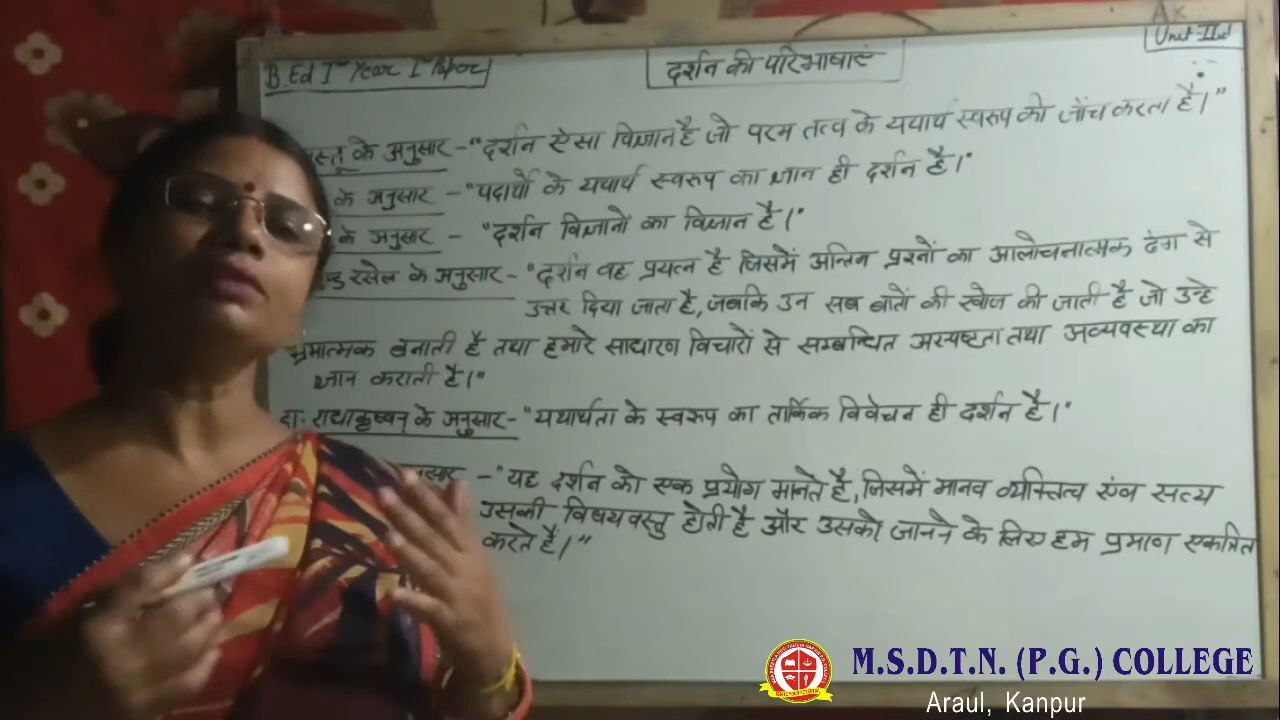 AK
Unit-IInd
B.Ed Ist Year Ist Paper
दर्शन की परिभाषाएं
स्तू के अनुसार - "दर्शन ऐसा विज्ञान है जो परम तत्व के यथार्थ स्वरुप की जाँच करता है।"
के अनुसार - "पदार्थो के यथार्थ स्वरुप का ज्ञान ही दर्शन है।"
के अनुसार - "दर्शन विज्ञानो का विज्ञान है।"
रसेल के अनुसार - "दर्शन वह प्रयत्न है जिसमें अन्तिम प्रश्नों का आलोचनात्मक ढंग से
उत्तर दिया जाता है, जबकि उन सब बातों की खोज की जाती है जो उन्हे
भ्रमात्मक बनाती है तथा हमारे साधारण विचारों से सम्बन्धित अस्पष्टता तथा अव्यवस्था का
ज्ञान कराती है।"
डा. राधाकृष्णन् के अनुसार - "यथार्थता के स्वरुप का तार्किक विवेचन ही दर्शन है।"
नुसार - "यह दर्शन को एक प्रयोग मानते है, जिसमें मानव व्यक्तित्व एंव सत्य
उसकी विषयवस्तु होती है और उसको जानने के लिए हम प्रमाण एकत्रित
करते हैं।"
M.S.D.T.N. (P.G.) COLLEGE
Araul, Kanpur